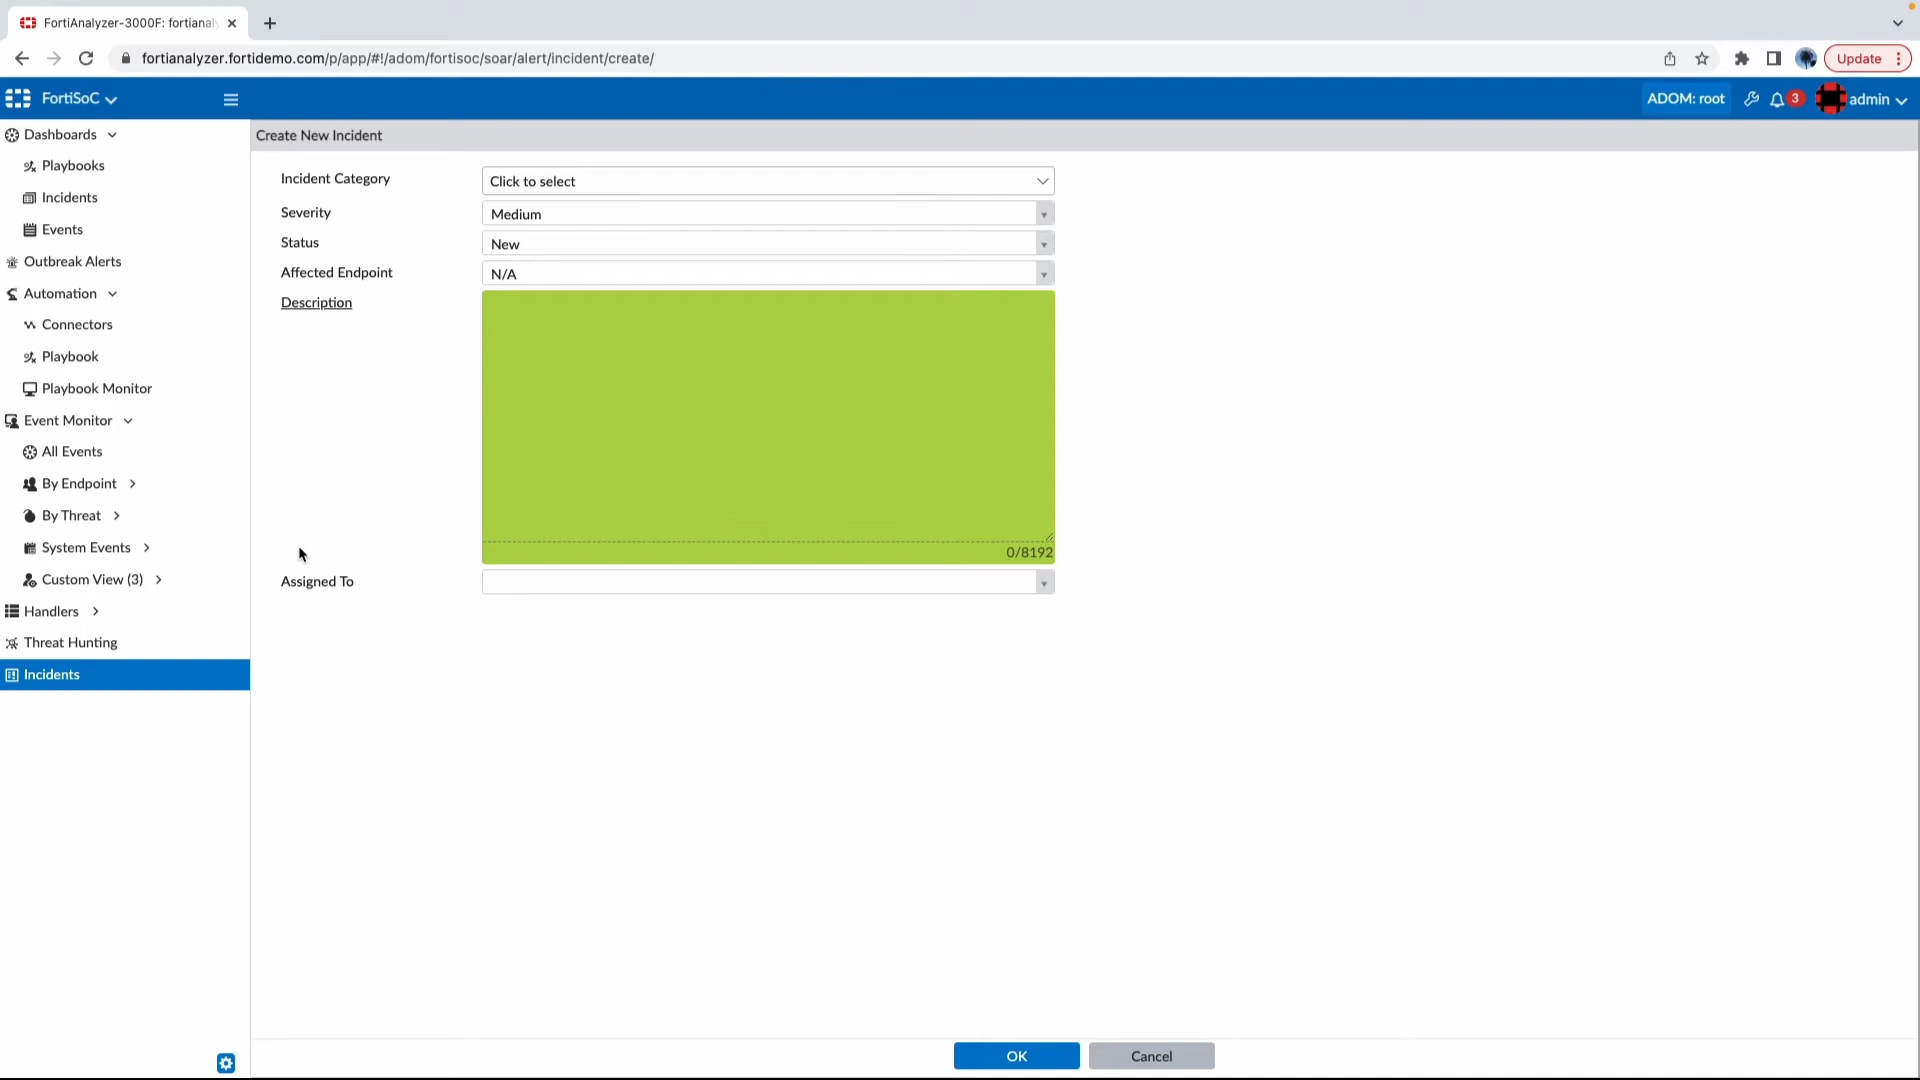 FortiAnalyzer-3000F: fortianaly
fortianalyzer.fortidemo.com/p/app/#!/adom/fortisoc/soar/alert/incident/create/
Update
FortiSoC
ADOM: root
3
admin
Dashboards
Playbooks
Incidents
Events
Outbreak Alerts
Automation
Connectors
Playbook
Playbook Monitor
Event Monitor
All Events
By Endpoint
By Threat
System Events
Custom View (3)
Handlers
Threat Hunting
Incidents
Create New Incident
Incident Category
Click to select
Severity
Medium
Status
New
Affected Endpoint
N/A
Description
0/8192
Assigned To
OK
Cancel